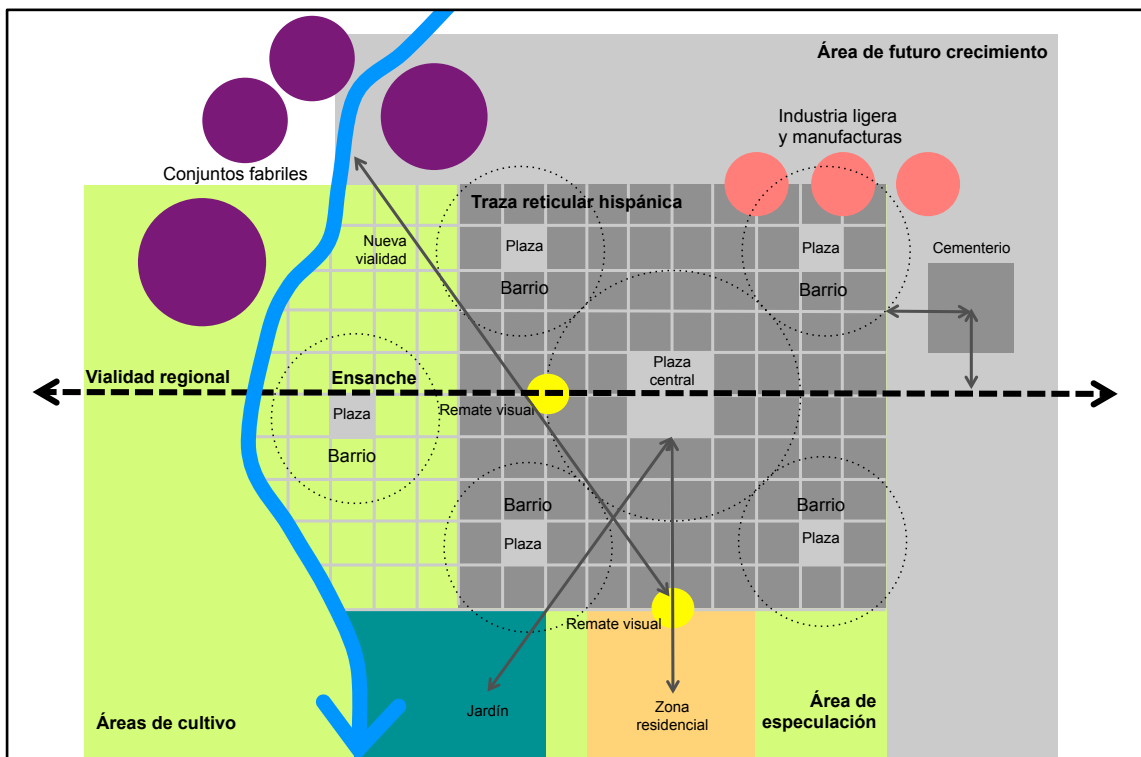 Área de futuro crecimiento
Industria ligera
y manufacturas
Conjuntos fabriles
Traza reticular hispánica
Nueva
vialidad
Plaza
Plaza
Cementerio
Barrio
Barrio
Plaza
central
Vialidad regional
Ensanche
Plaza
Remate visual
Barrio
Barrio
Barrio
Plaza
Plaza
Remate visual
Jardín
Zona
residencial
Área de
especulación
Áreas de cultivo